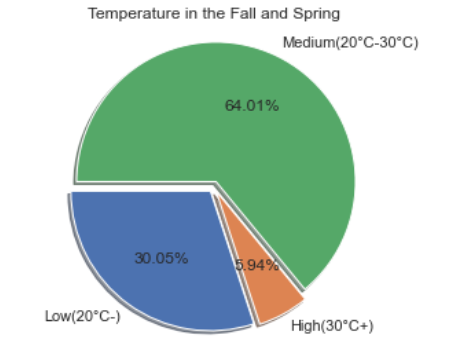 Temperature in the Fall and Spring
Medium(20°C-30°C)
64.01%
30.05%
5.94%
Low(20°C-)
High(30°C+)